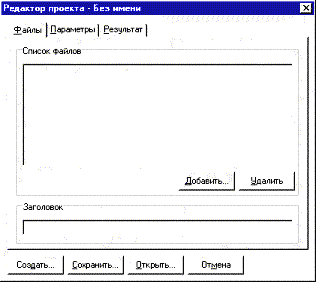 Редактор проекта - Без имени
Файлы Параметры Результат
Список файлов
Добавить... Удалить
Заголовок
Создать... Сохранить... Открыть... Отмена